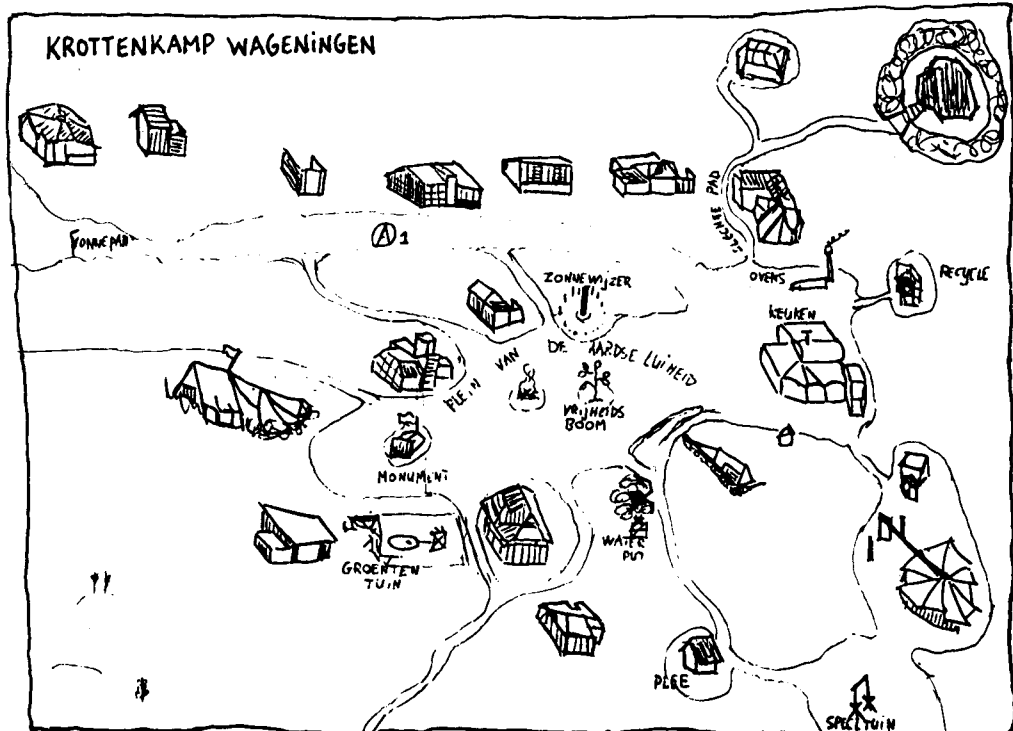 KROTTENKAMP WAGENINGEN
PAD
A 1
ZONNEWIJZER
OVENS
RECYCLE
KEUKEN
PLEIN VAN DE AARDSE LUIHEID
VRIJHEIDS
BOOM
MONUMENT
WATER
PUT
GROENTEN
TUIN
PLEE
SPEELTUIN